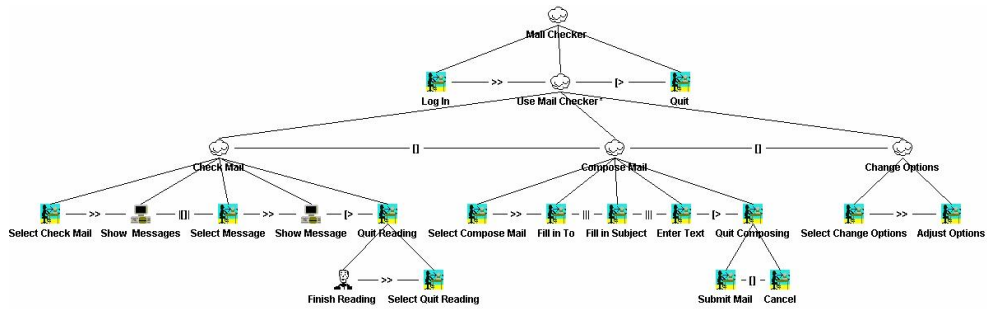 Mail Checker
>> [>
Log In Use Mail Checker* Quit
[] []
Check Mail Compose Mail Change Options
>> |[]| >> [> >> ||| ||| [> >>
Select Check Mail Show Messages Select Message Show Message Quit Reading Select Compose Mail Fill in To Fill in Subject Enter Text Quit Composing Select Change Options Adjust Options
>> []
Finish Reading Select Quit Reading Submit Mail Cancel